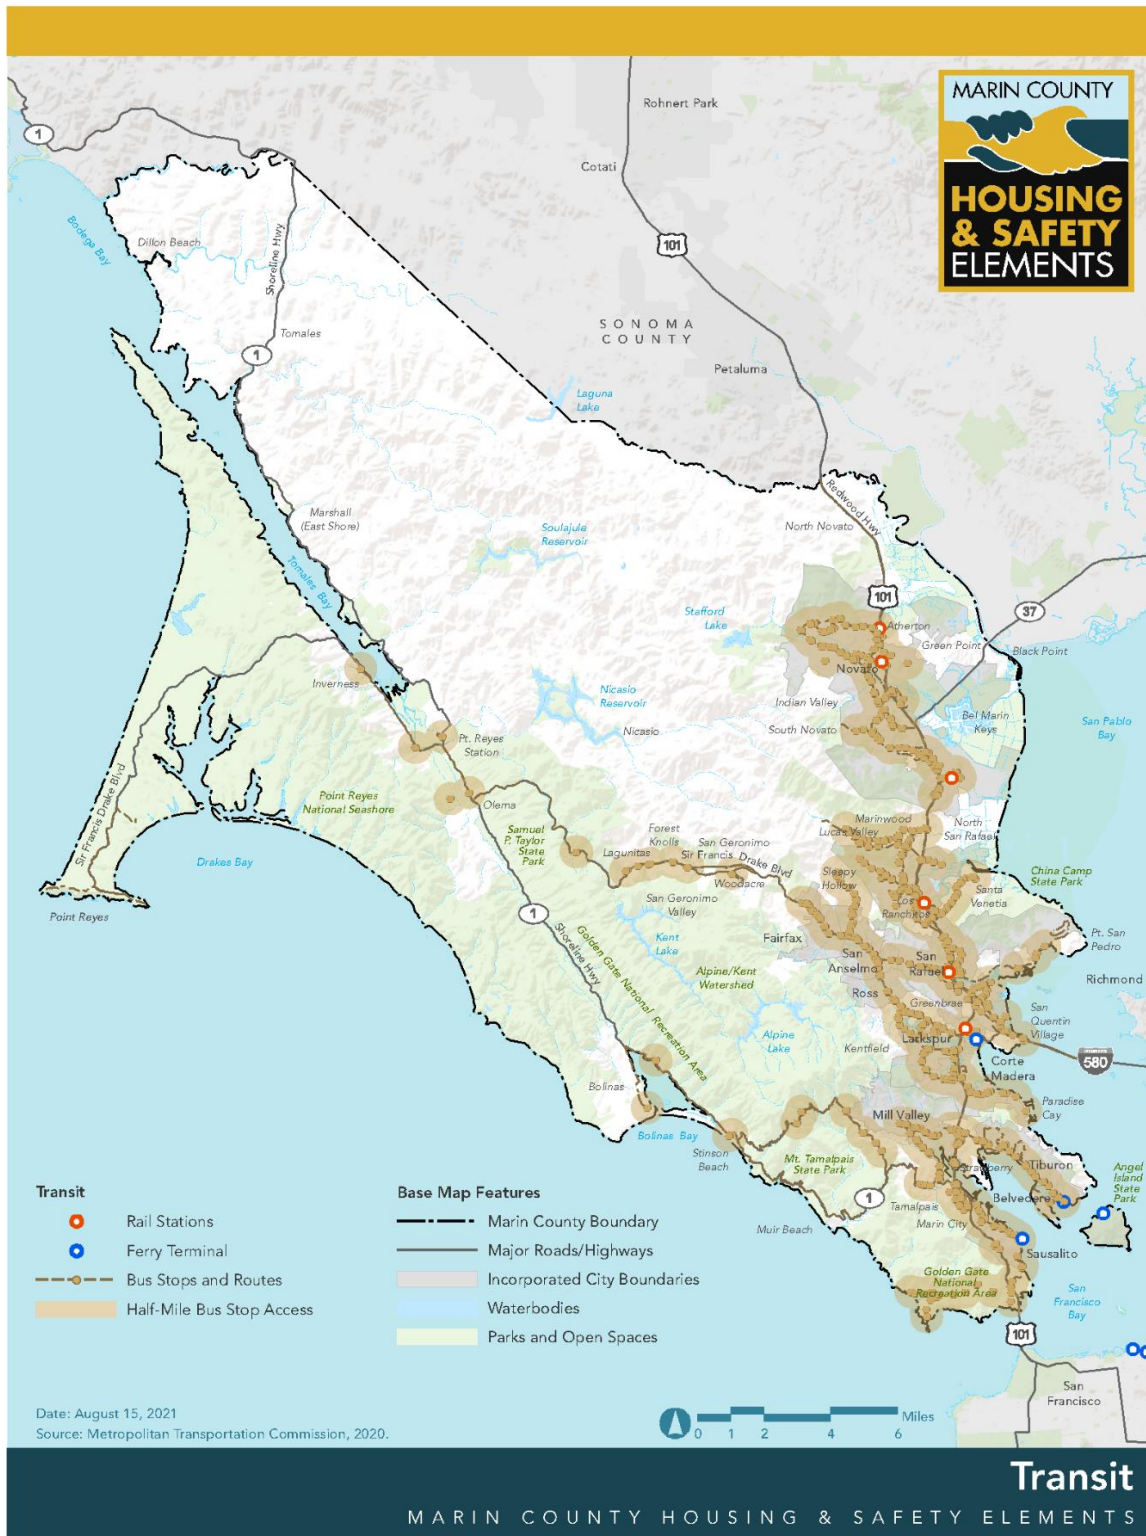 MARIN COUNTY
HOUSING
& SAFETY
ELEMENTS
Rohnert Park
1
Cotati
101
Bodega Bay
Dillon Beach
Shoreline Hwy
SONOMA
COUNTY
Tomales
1
Petaluma
Laguna
Lake
Redwood Hwy
Marshall
(East Shore)
Soulajule
Reservoir
North Novato
Tomales Bay
101
37
Stafford
Lake
Atherton
Green Point
Black Point
Inverness
Novato
Nicasio
Reservoir
Indian Valley
Bel Marin
Keys
San Pablo
Bay
Nicasio
South Novato
Pt. Reyes
Station
Sir Francis Drake Blvd
Point Reyes
National Seashore
Olema
Samuel
P. Taylor
State
Park
Marinwood
Lucas Valley
North
San Rafael
Forest
Knolls
San Geronimo
Lagunitas
Sir Francis Drake Blvd
Drakes Bay
Sleepy
Hollow
China Camp
State Park
Woodacre
Santa
Venetia
San Geronimo
Valley
Los
Ranchitos
Point Reyes
1
Shoreline Hwy
Golden Gate National Recreation Area
Kent
Lake
Fairfax
Pt. San
Pedro
San
Anselmo
San
Rafael
Alpine/Kent
Watershed
Richmond
Ross
Greenbrae
San
Quentin
Village
Alpine
Lake
Kentfield
Larkspur
Corte
Madera
580
Bolinas
Paradise
Cay
Mill Valley
Bolinas Bay
Stinson
Beach
Mt. Tamalpais
State Park
Strawberry
Tiburon
Angel
Island
State
Park
1
Belvedere
Tamalpais
Muir Beach
Marin City
Sausalito
Golden Gate
National
Recreation Area
San
Francisco
Bay
101
San
Francisco
Transit
Rail Stations
Ferry Terminal
Bus Stops and Routes
Half-Mile Bus Stop Access
Base Map Features
Marin County Boundary
Major Roads/Highways
Incorporated City Boundaries
Waterbodies
Parks and Open Spaces
Date: August 15, 2021
Source: Metropolitan Transportation Commission, 2020.
0 1 2 4 6
Miles
Transit
MARIN COUNTY HOUSING & SAFETY ELEMENTS